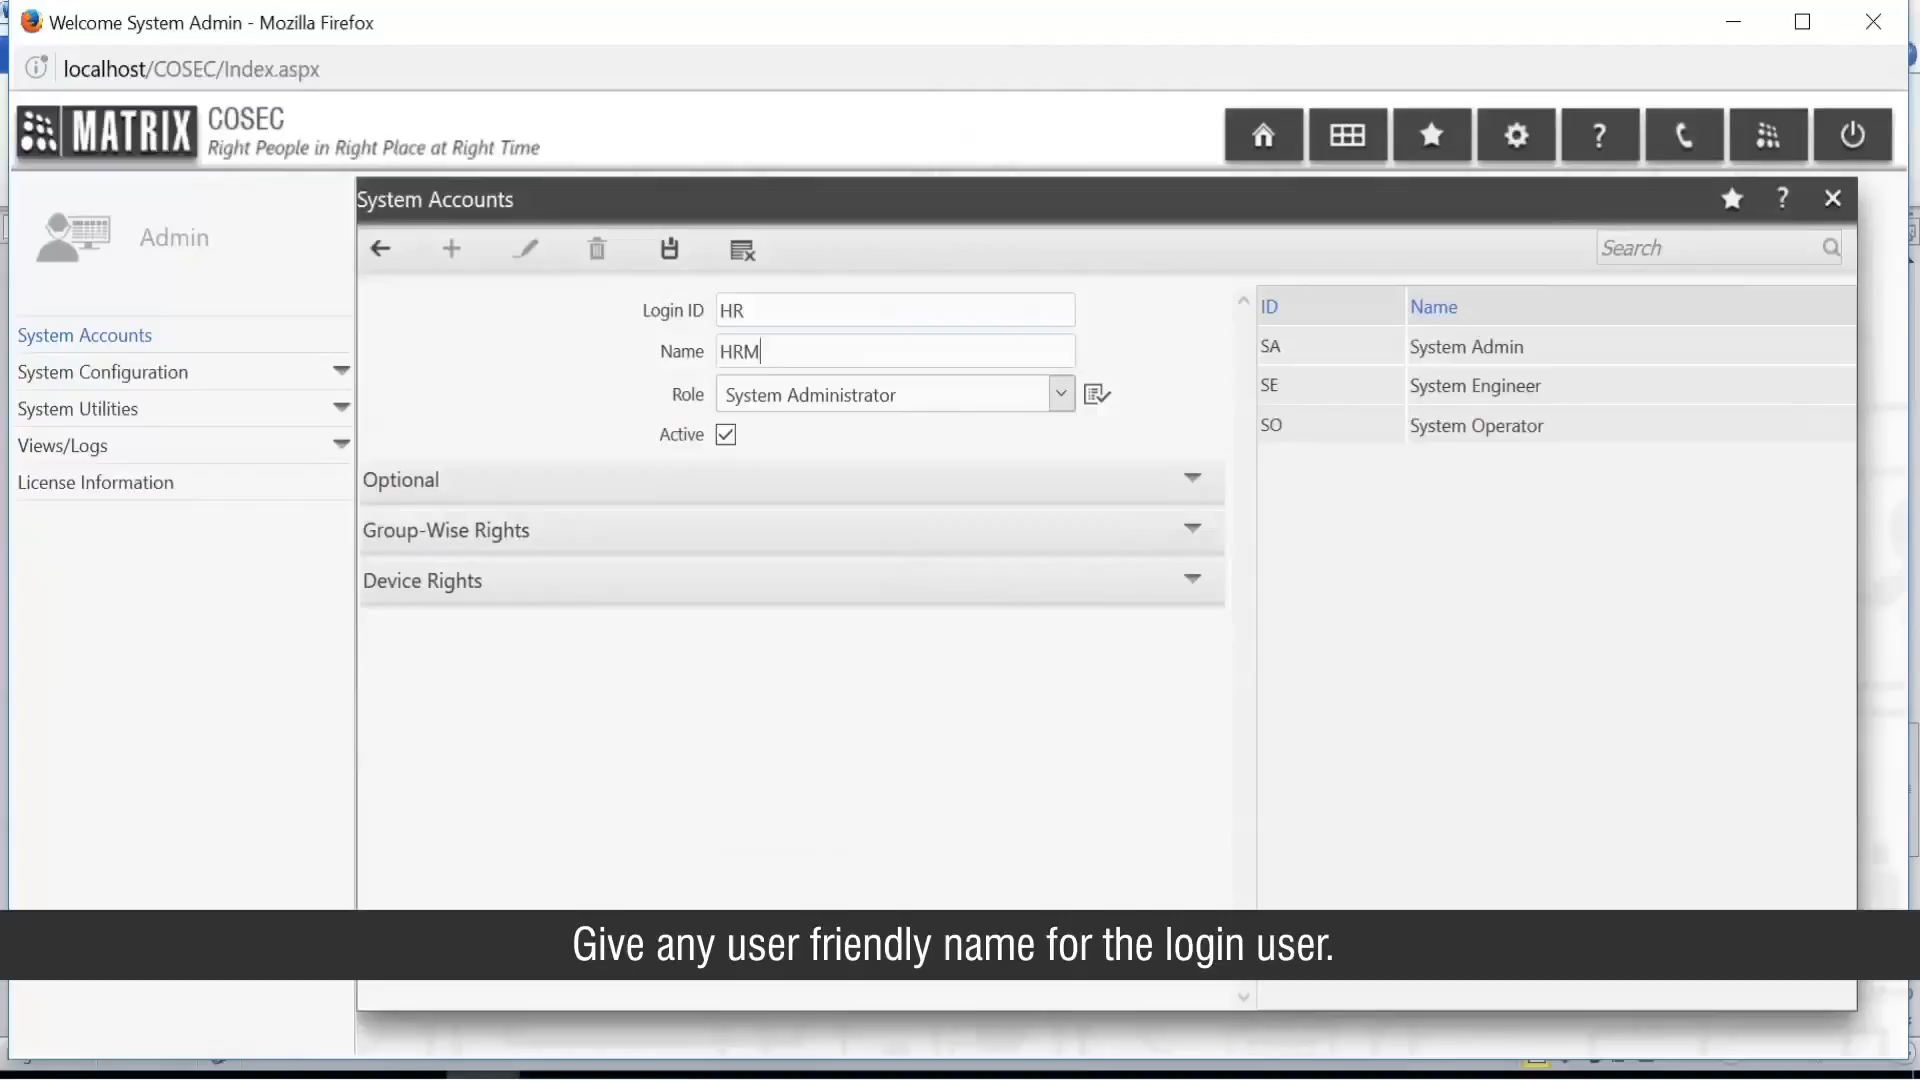 Welcome System Admin - Mozilla Firefox
localhost/COSEC/Index.aspx
MATRIX
COSEC
Right People in Right Place at Right Time
?
Admin
System Accounts
System Configuration
System Utilities
Views/Logs
License Information
System Accounts
?
Search
Login ID HR
Name HRM
Role System Administrator
Active
Optional
Group-Wise Rights
Device Rights
ID Name
SA System Admin
SE System Engineer
SO System Operator
Give any user friendly name for the login user.